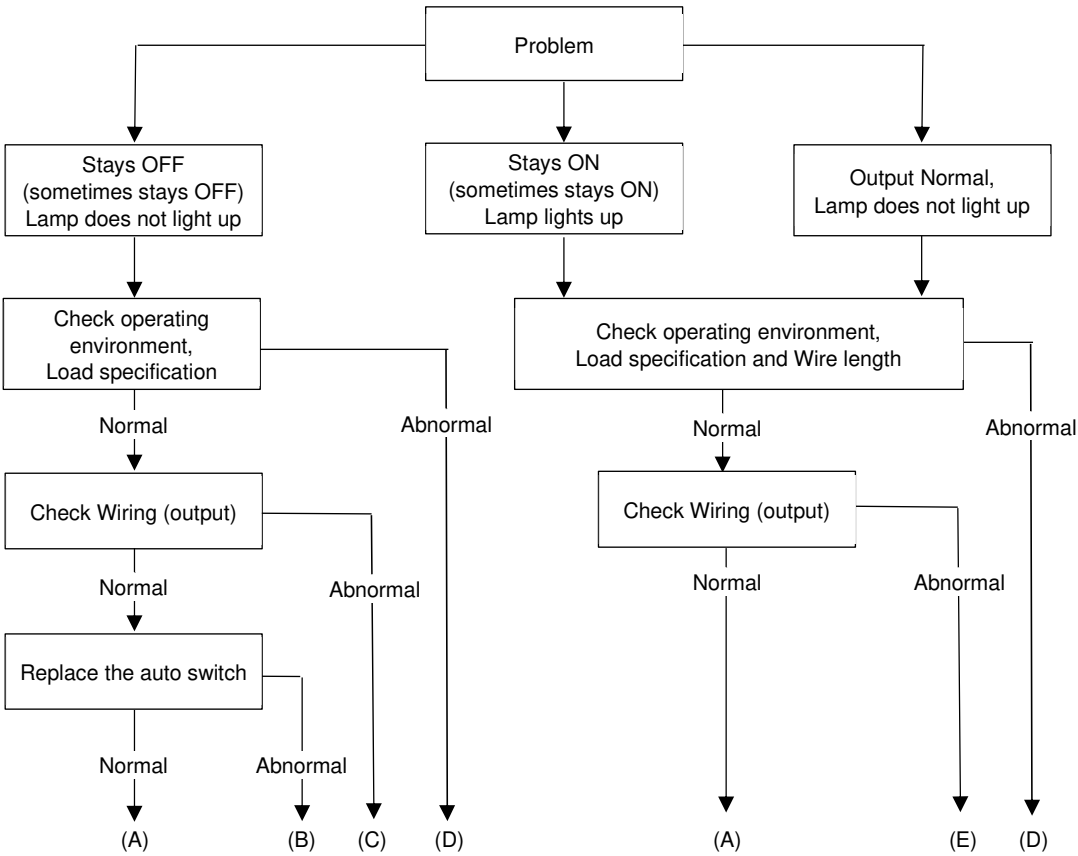 Problem
Stays OFF
(sometimes stays OFF)
Lamp does not light up
Stays ON
(sometimes stays ON)
Lamp lights up
Output Normal,
Lamp does not light up
Check operating
environment,
Load specification
Check operating environment,
Load specification and Wire length
Normal
Abnormal
Normal
Abnormal
Check Wiring (output)
Check Wiring (output)
Normal
Abnormal
Normal
Abnormal
Replace the auto switch
Normal
Abnormal
(A)
(B)
(C)
(D)
(A)
(E)
(D)